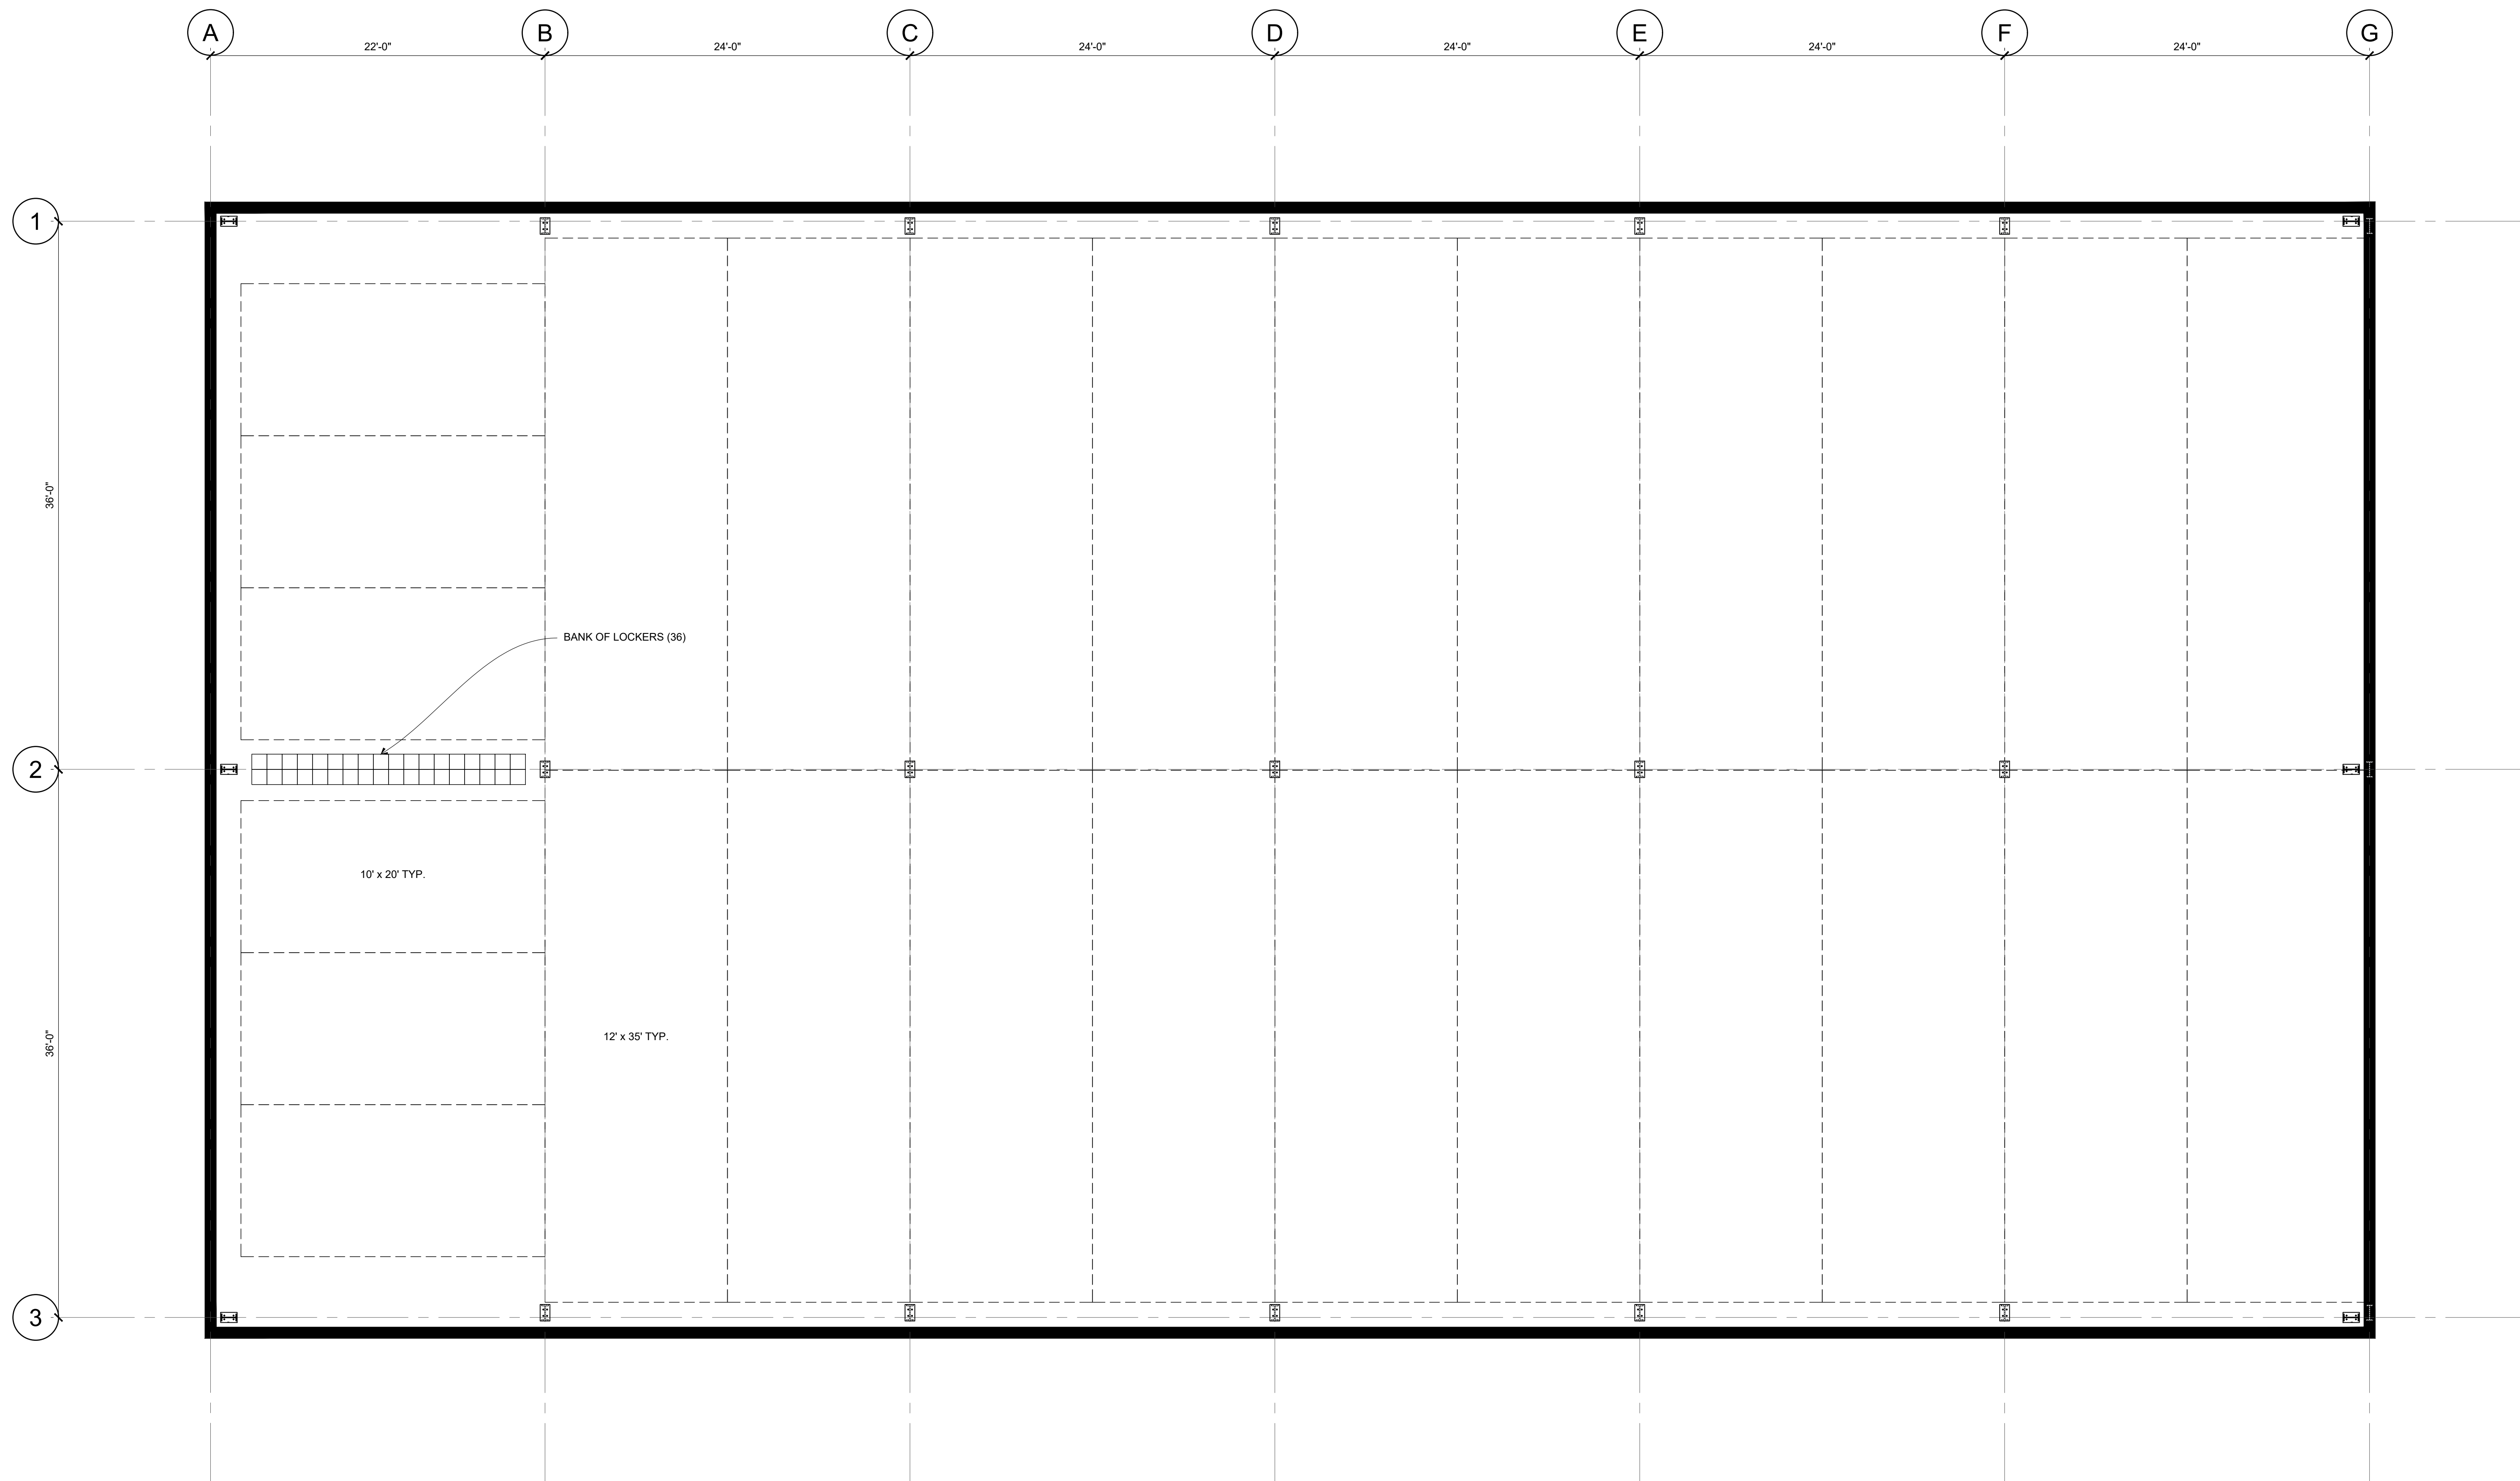 A
B
C
D
E
F
G
22'-0"
24'-0"
24'-0"
24'-0"
24'-0"
24'-0"
1
36'-0"
BANK OF LOCKERS (36)
2
10' x 20' TYP.
12' x 35' TYP.
36'-0"
3